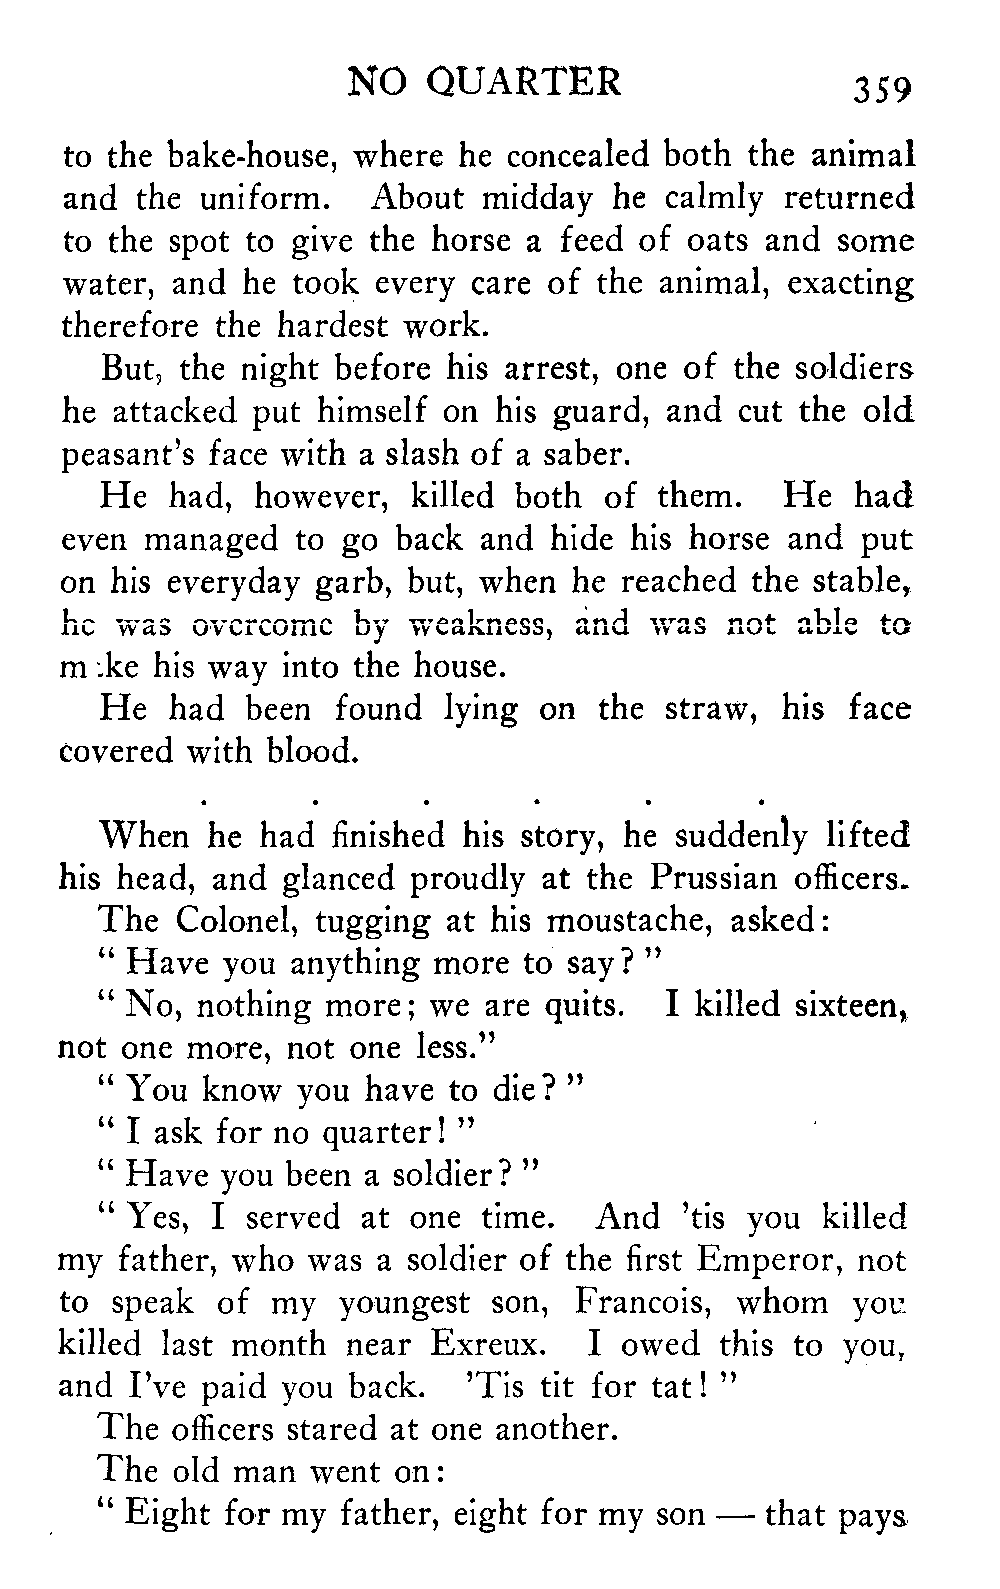 NO QUARTER 359
to the bake-house, where he concealed both the animal
and the uniform. About midday he calmly returned
to the spot to give the horse a feed of oats and some
water, and he took every care of the animal, exacting
therefore the hardest work.
But, the night before his arrest, one of the soldiers
he attacked put himself on his guard, and cut the old
peasant's face with a slash of a saber.
He had, however, killed both of them. He had
even managed to go back and hide his horse and put
on his everyday garb, but, when he reached the stable,
he was overcome by weakness, and was not able to
make his way into the house.
He had been found lying on the straw, his face
covered with blood.
. . . . . .
When he had finished his story, he suddenly lifted
his head, and glanced proudly at the Prussian officers.
The Colonel, tugging at his moustache, asked:
" Have you anything more to say? "
" No, nothing more; we are quits. I killed sixteen,
not one more, not one less."
" You know you have to die? "
" I ask for no quarter! "
" Have you been a soldier? "
" Yes, I served at one time. And 'tis you killed
my father, who was a soldier of the first Emperor, not
to speak of my youngest son, Francois, whom you
killed last month near Exreux. I owed this to you,
and I've paid you back. 'Tis tit for tat! "
The officers stared at one another.
The old man went on:
" Eight for my father, eight for my son — that pays